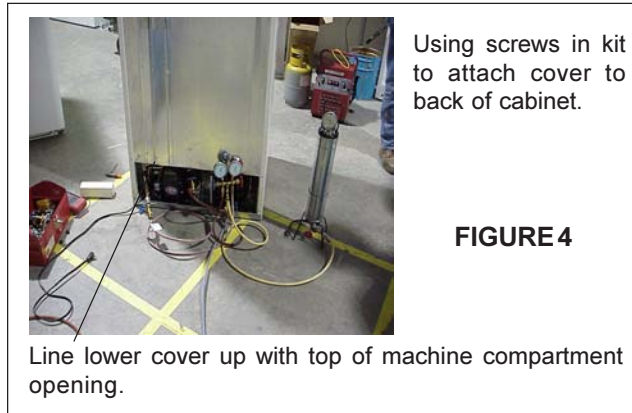 Using screws in kit
to attach cover to
back of cabinet.
FIGURE 4
Line lower cover up with top of machine compartment
opening.